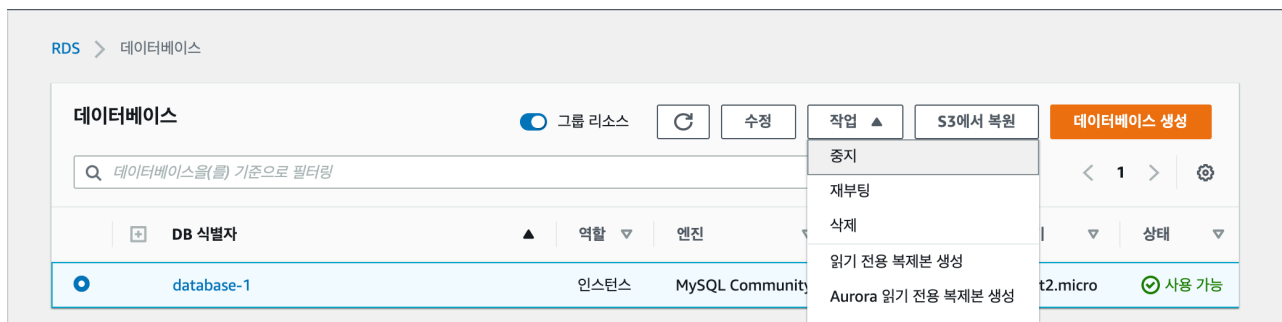 RDS > 데이터베이스
데이터베이스
그룹 리소스
수정
작업 ▲
S3에서 복원
데이터베이스 생성
데이터베이스을(를) 기준으로 필터링
중지
재부팅
삭제
읽기 전용 복제본 생성
Aurora 읽기 전용 복제본 생성
< 1 >
DB 식별자 ▲ 역할 ▽ 엔진 ▽ 상태 ▽
database-1 인스턴스 MySQL Community t2.micro 사용 가능